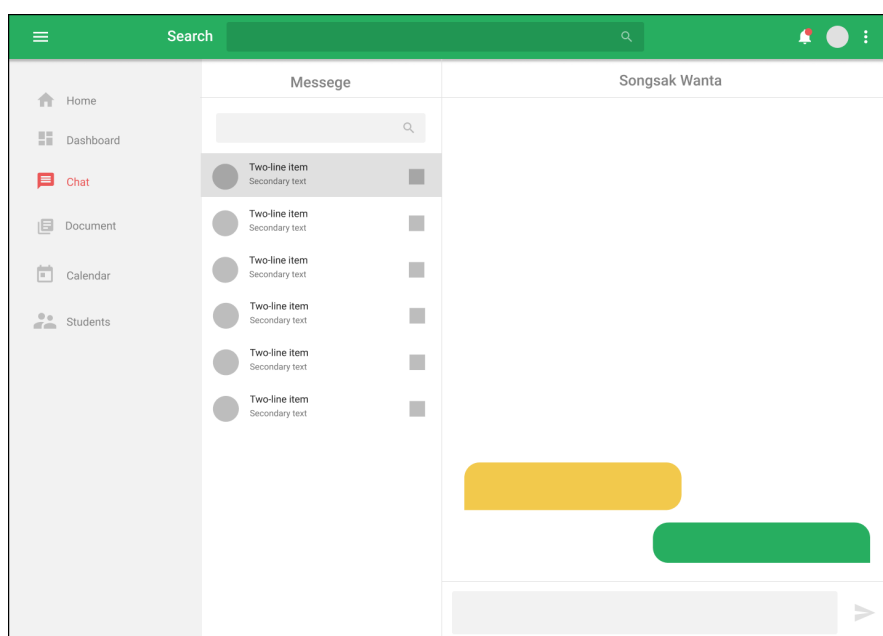 Search
Home
Dashboard
Chat
Document
Calendar
Students
Messege
Two-line item
Secondary text
Two-line item
Secondary text
Two-line item
Secondary text
Two-line item
Secondary text
Two-line item
Secondary text
Two-line item
Secondary text
Songsak Wanta